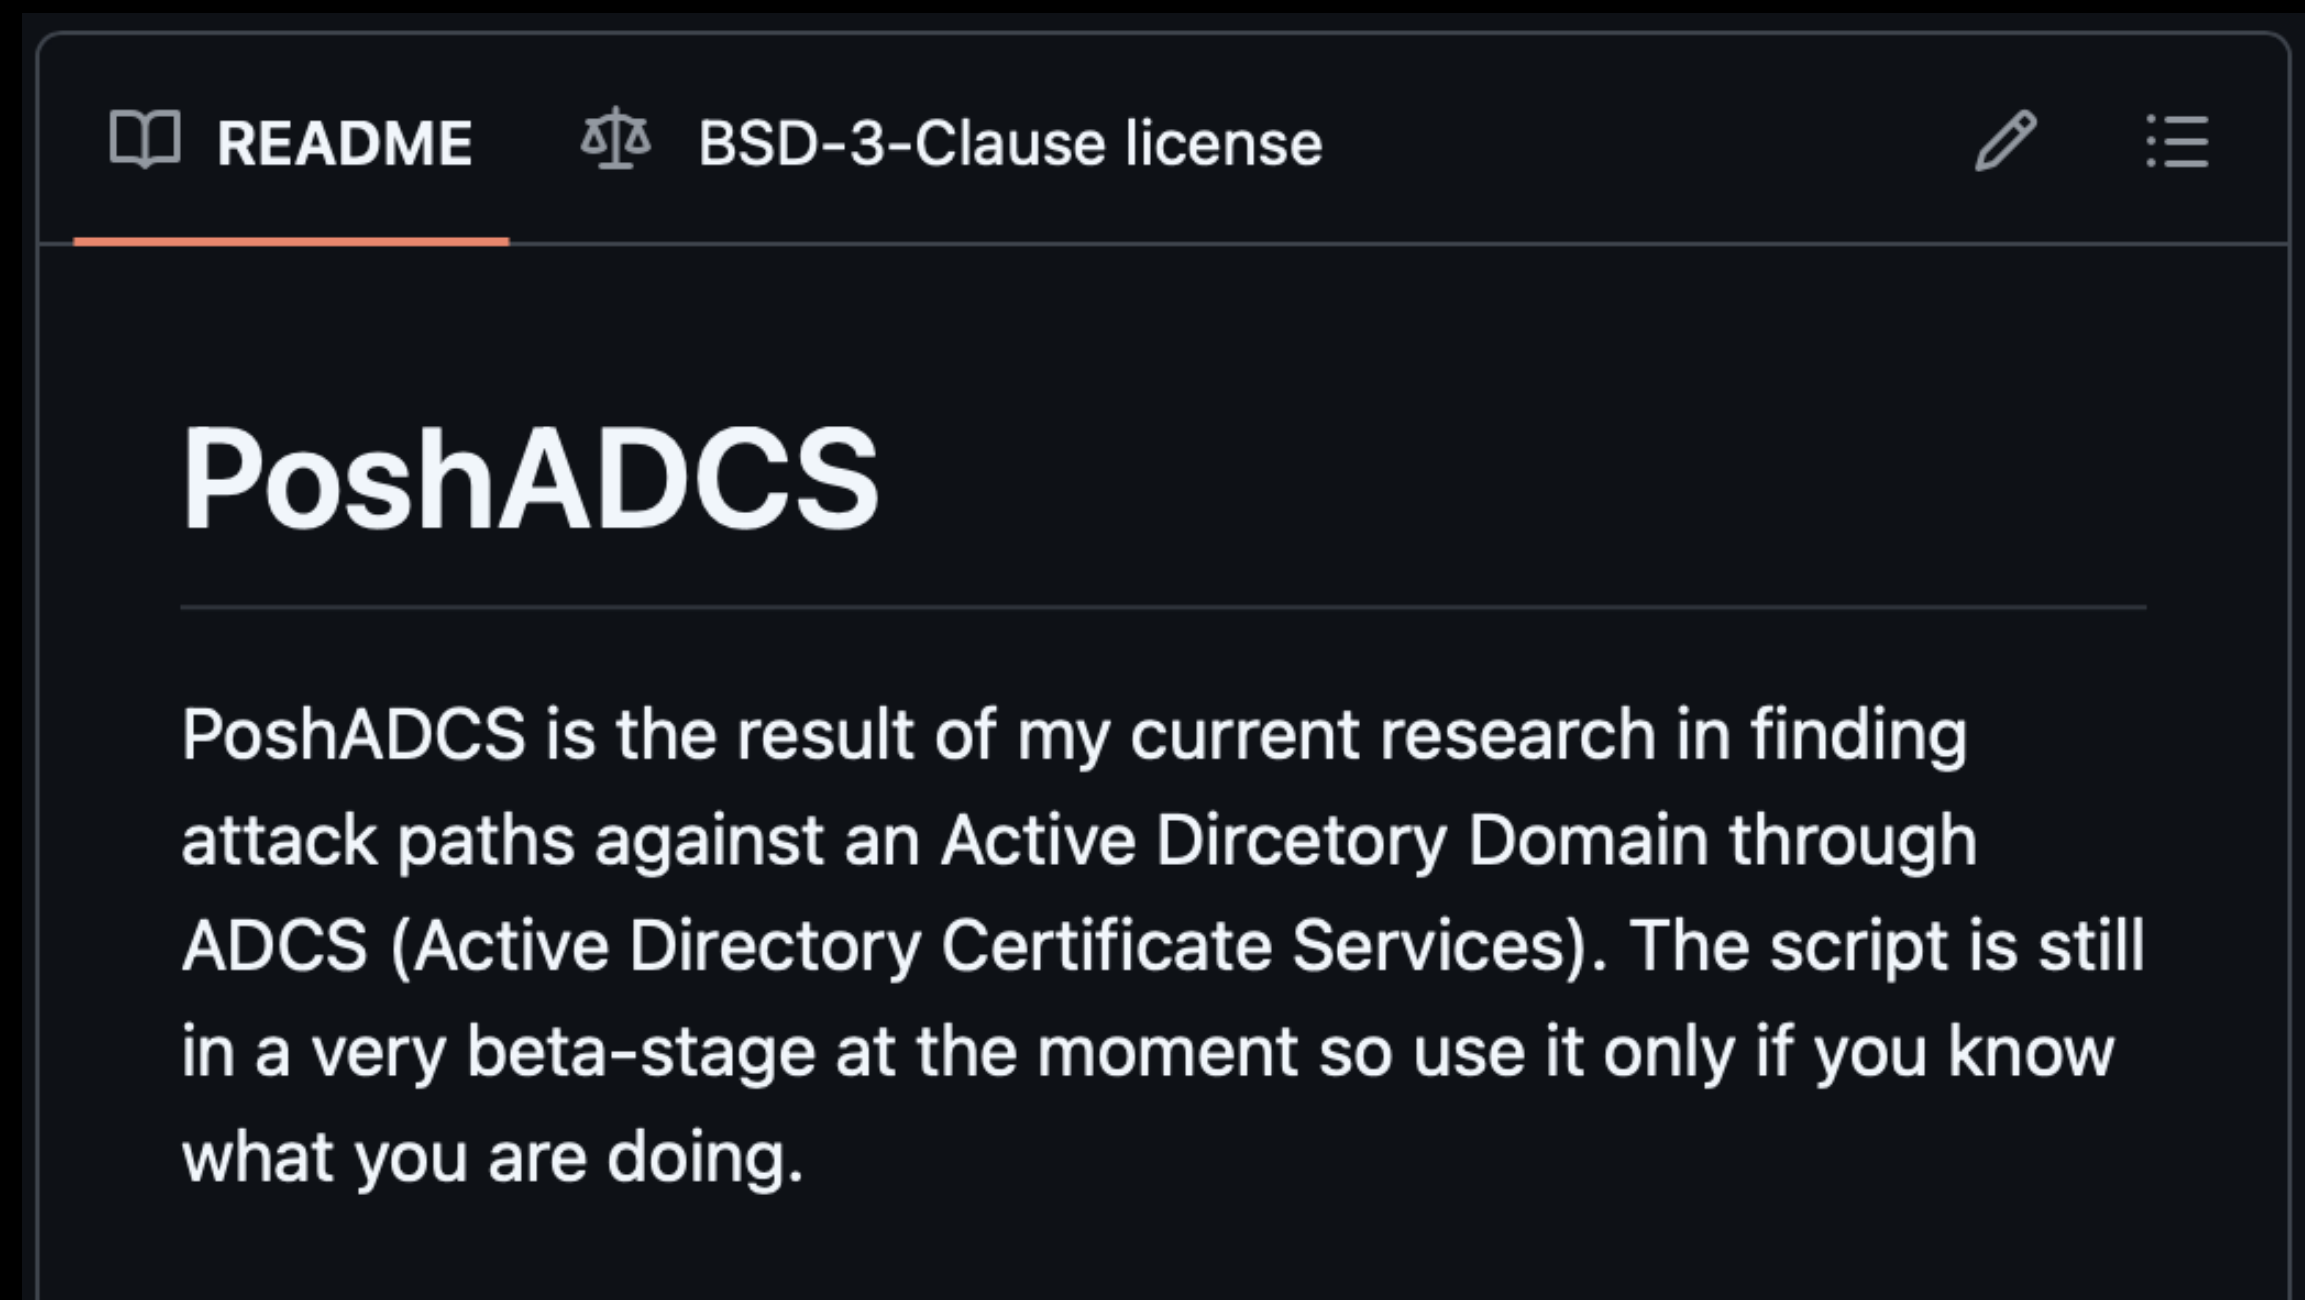 README
BSD-3-Clause license
PoshADCS
PoshADCS is the result of my current research in finding
attack paths against an Active Dircetory Domain through
ADCS (Active Directory Certificate Services). The script is still
in a very beta-stage at the moment so use it only if you know
what you are doing.